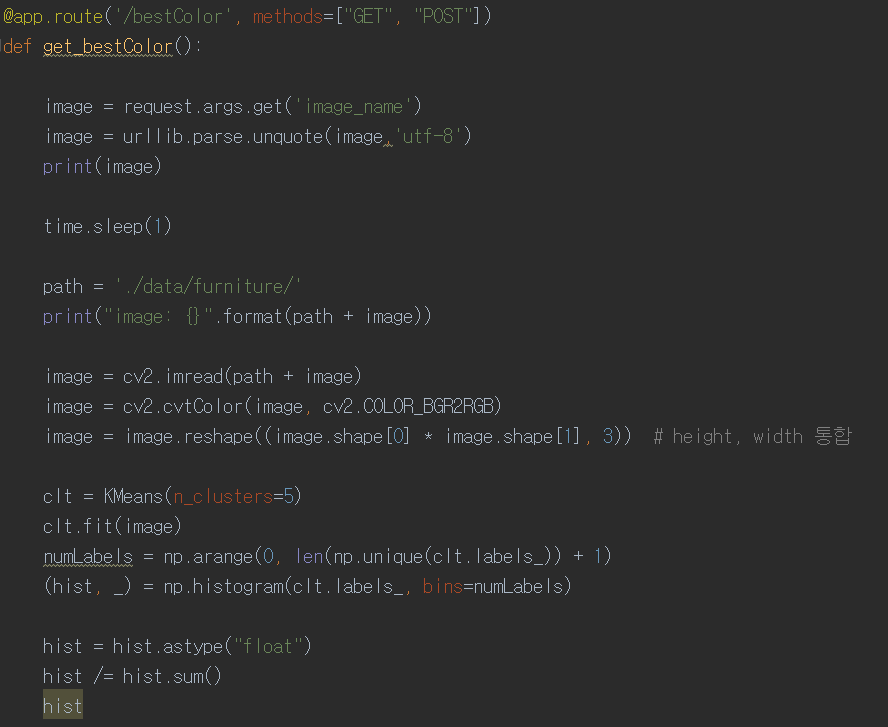 @app.route('/bestColor', methods=["GET", "POST"])
def get_bestColor():
image = request.args.get('image_name')
image = urllib.parse.unquote(image,'utf-8')
print(image)
time.sleep(1)
path = './data/furniture/'
print("image: {}".format(path + image))
image = cv2.imread(path + image)
image = cv2.cvtColor(image, cv2.COLOR_BGR2RGB)
image = image.reshape((image.shape[0] * image.shape[1], 3))  # height, width 통합
clt = KMeans(n_clusters=5)
clt.fit(image)
numLabels = np.arange(0, len(np.unique(clt.labels_)) + 1)
(hist, _) = np.histogram(clt.labels_, bins=numLabels)
hist = hist.astype("float")
hist /= hist.sum()
hist